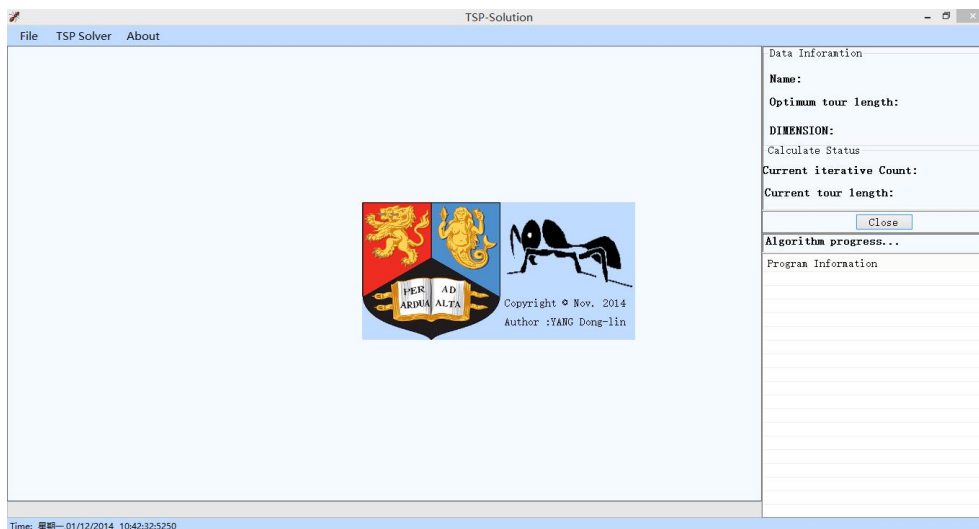 TSP-Solution
File TSP Solver About
Data Inforamtion
Name:
Optimum tour length:
DIMENSION:
Calculate Status
Current iterative Count:
Current tour length:
Close
Algorithm progress...
Program Information
PER AD
ARDUA ALTA
Copyright © Nov. 2014
Author :YANG Dong-lin
Time: 星期一 01/12/2014 10:42:32:5250